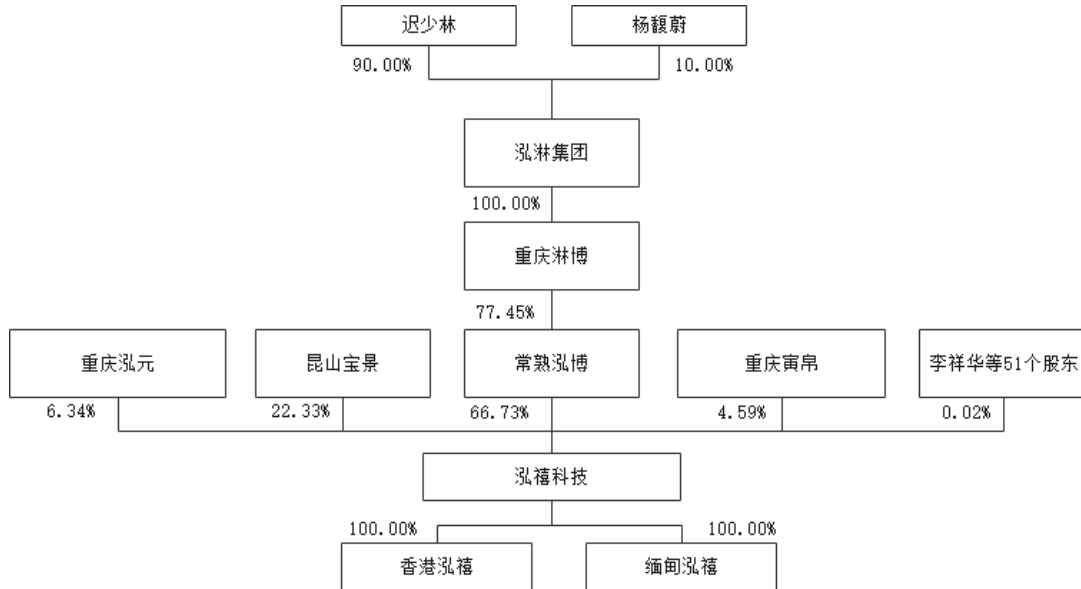 迟少林
杨馥蔚
90.00%
10.00%
泓淋集团
100.00%
重庆淋博
77.45%
重庆泓元
昆山宝景
常熟泓博
重庆寅帛
李祥华等51个股东
6.34%
22.33%
66.73%
4.59%
0.02%
泓禧科技
100.00%
100.00%
香港泓禧
缅甸泓禧